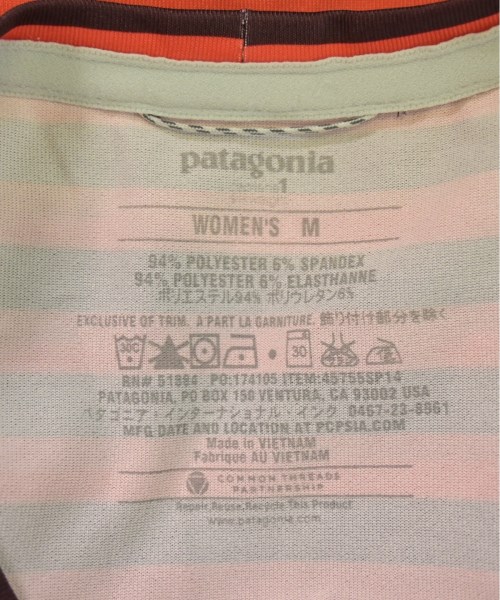 patagonia
1
WOMEN'S M
94% POLYESTER 6% SPANDEX
94% POLYESTER 6% ELASTHANNE
ポリエステル94% ポリウレタン6%
EXCLUSIVE OF TRIM. A PART LA GARNITURE. 飾り付け部分を除く
30C 30
RN# 51884 PO:174105 ITEM:45755SP14
PATAGONIA, PO BOX 150 VENTURA, CA 93002 USA
パタゴニア・インターナショナル・インク 0467-23-8961
MFG DATE AND LOCATION AT PCPSIA.COM
Made in VIETNAM
Fabriqué AU VIETNAM
COMMON THREADS
PARTNERSHIP
Repair,Reuse,Recycle This Product
www.patagonia.com